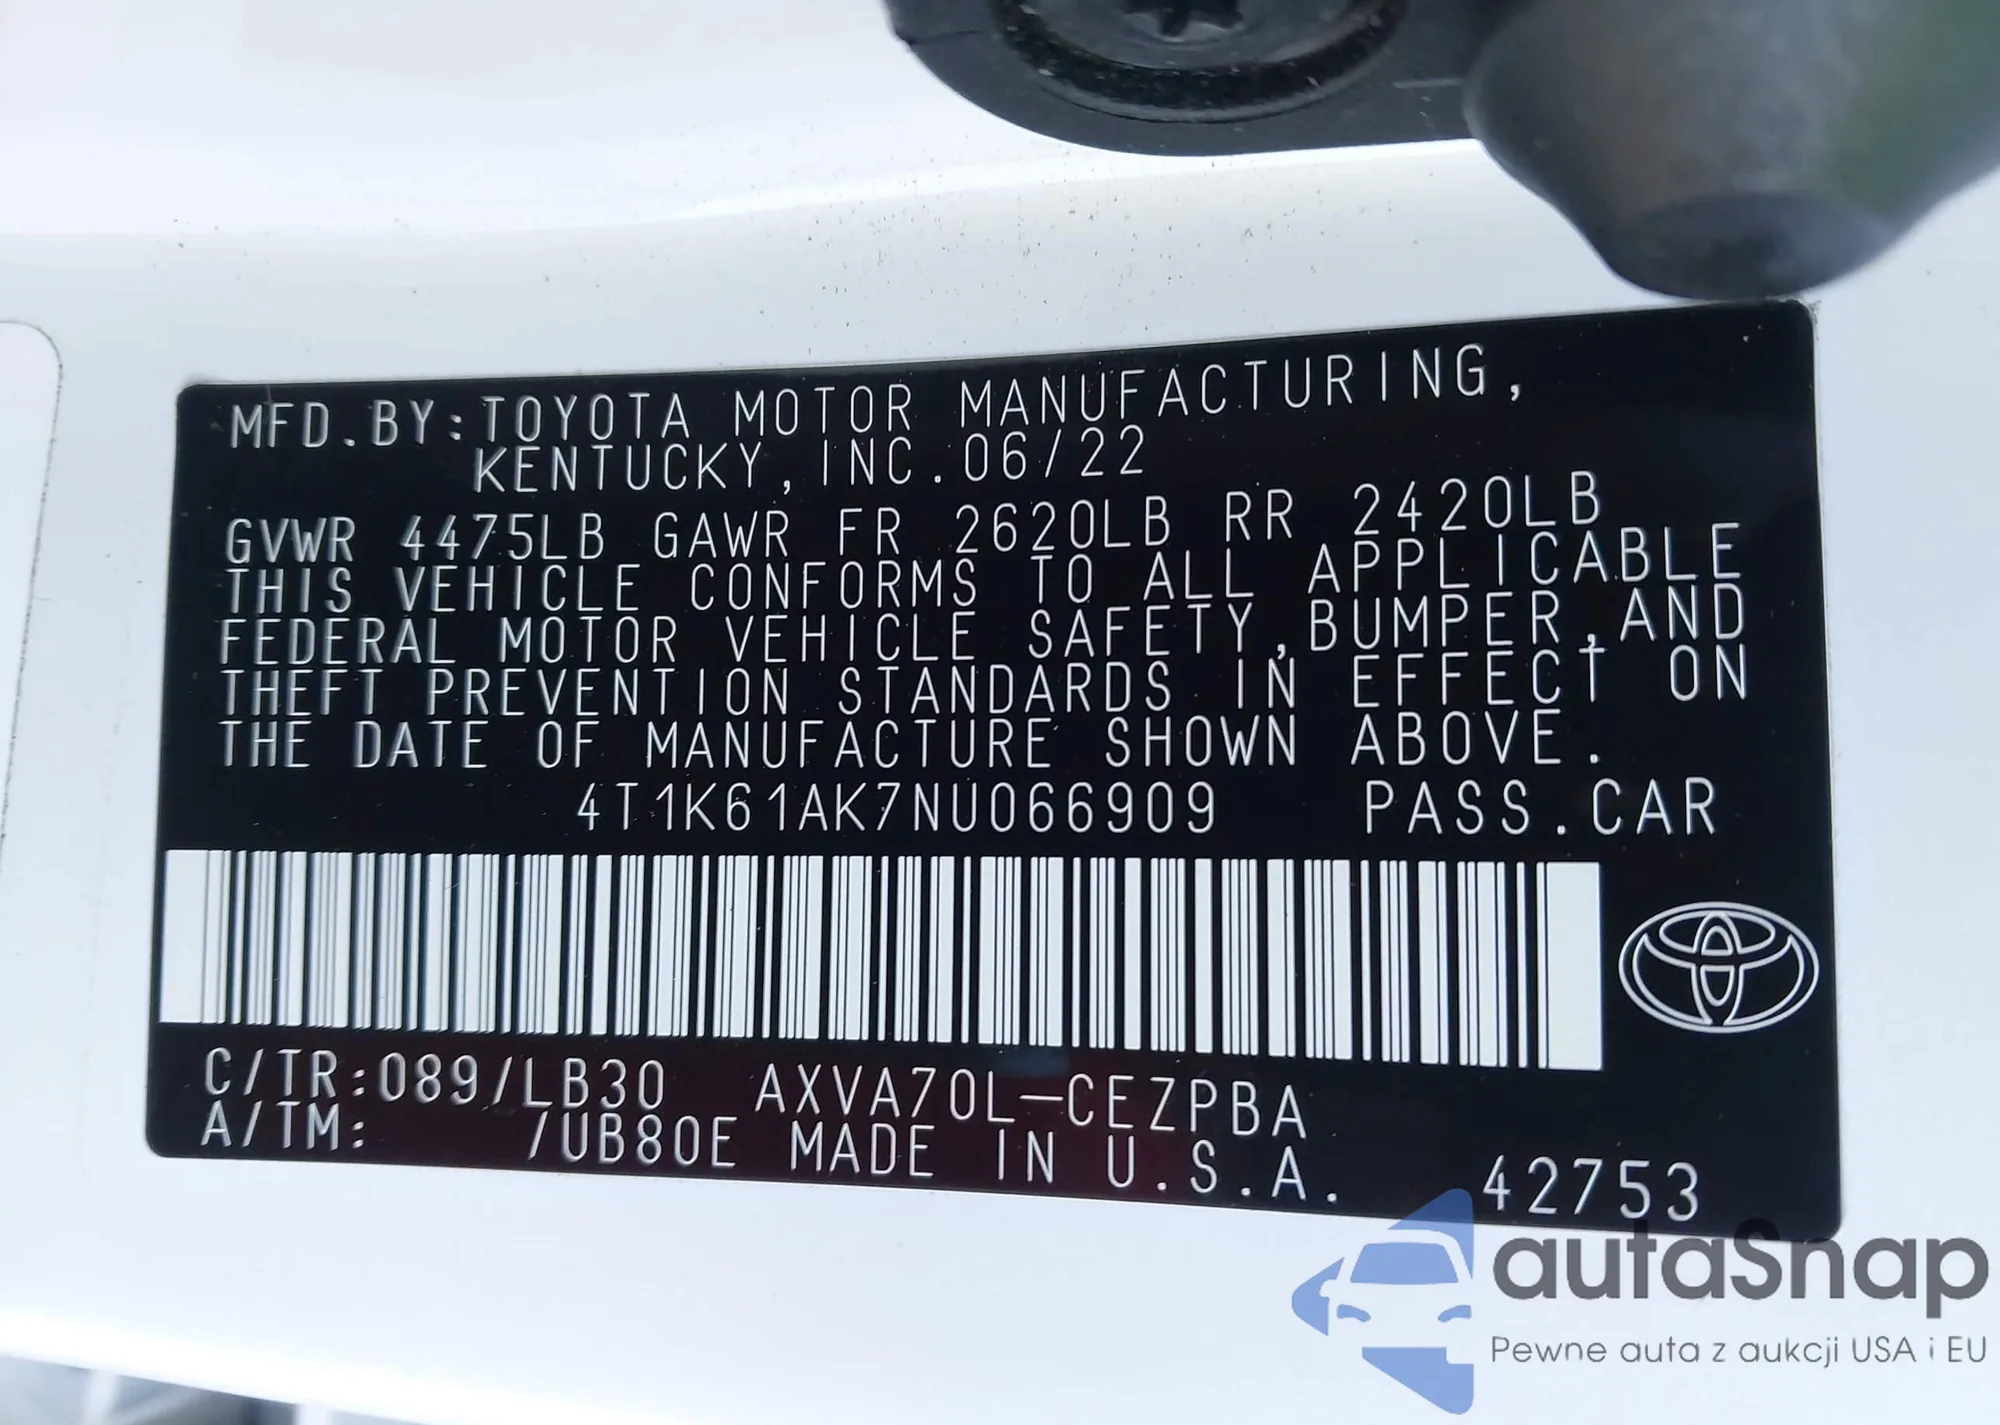 MFD.BY:TOYOTA MOTOR MANUFACTURING,
KENTUCKY, INC.06/22
GVWR 4475LB GAWR FR 2620LB RR 2420LB
THIS VEHICLE CONFORMS TO ALL APPLICABLE
FEDERAL MOTOR VEHICLE SAFETY,BUMPER,AND
THEFT PREVENTION STANDARDS IN EFFECT ON
THE DATE OF MANUFACTURE SHOWN ABOVE.
4T1K61AK7NU066909 PASS.CAR
C/TR:089/LB30 AXVA70L-CEZPBA
A/TM: /UB80E MADE IN U.S.A. 42753
autaSnap
Pewne auta z aukcji USA i EU